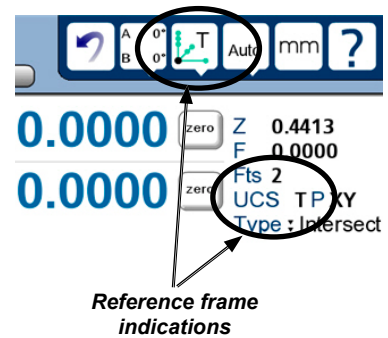 A 0°
B 0°
T
Auto
mm
?
0.0000
zero
Z 0.4413
F 0.0000
0.0000
zero
Fts 2
UCS T P XY
Type : Intersect
Reference frame
indications